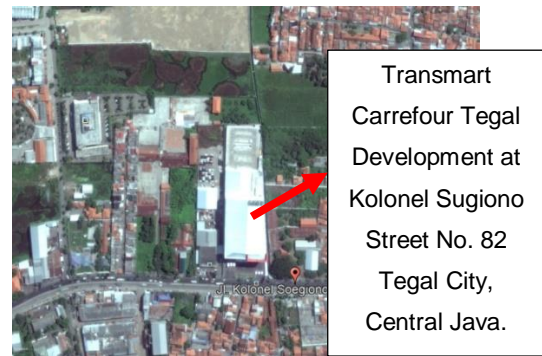 Transmart
Carrefour Tegal
Development at
Kolonel Sugiono
Street No. 82
Tegal City,
Central Java.
Jl. Kolonel Soegiono